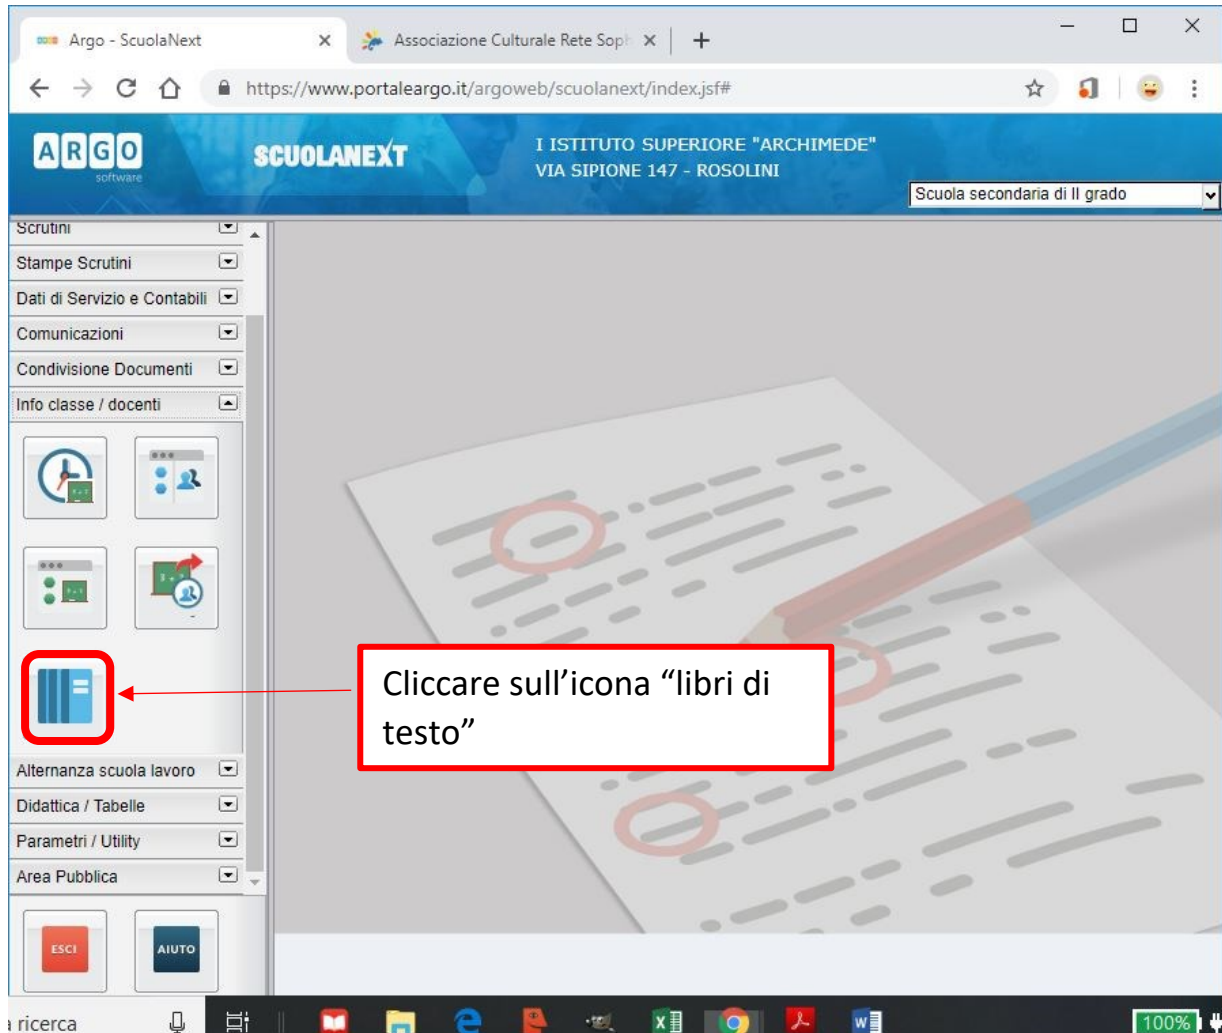 Argo - ScuolaNext
Associazione Culturale Rete Soph
https://www.portaleargo.it/argoweb/scuolanext/index.jsf#
ARGO
software
SCUOLANEXT
I ISTITUTO SUPERIORE "ARCHIMEDE"
VIA SIPIONE 147 - ROSOLINI
Scuola secondaria di II grado
Scrutini
Stampe Scrutini
Dati di Servizio e Contabili
Comunicazioni
Condivisione Documenti
Info classe / docenti
Cliccare sull'icona "libri di
testo"
Alternanza scuola lavoro
Didattica / Tabelle
Parametri / Utility
Area Pubblica
ESCI
AIUTO
a ricerca
100%